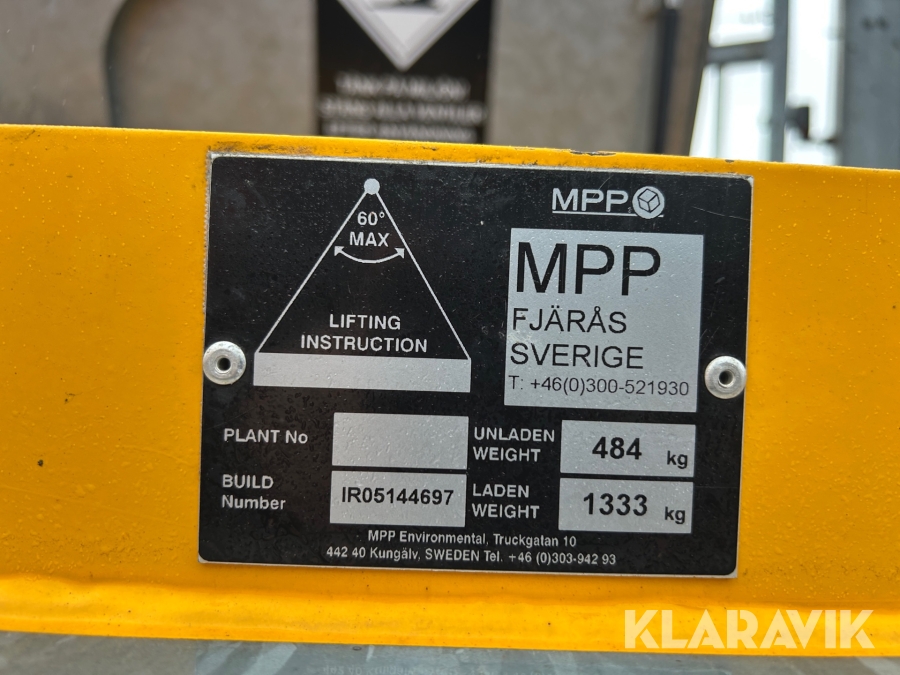 MPP
60°
MAX
LIFTING
INSTRUCTION
MPP
FJÄRÅS
SVERIGE
T: +46(0)300-521930
PLANT No
UNLADEN
WEIGHT
484 kg
BUILD
Number
IR05144697
LADEN
WEIGHT
1333 kg
MPP Environmental, Truckgatan 10
442 40 Kungälv, SWEDEN Tel. +46 (0)303-942 93
KLARAVIK